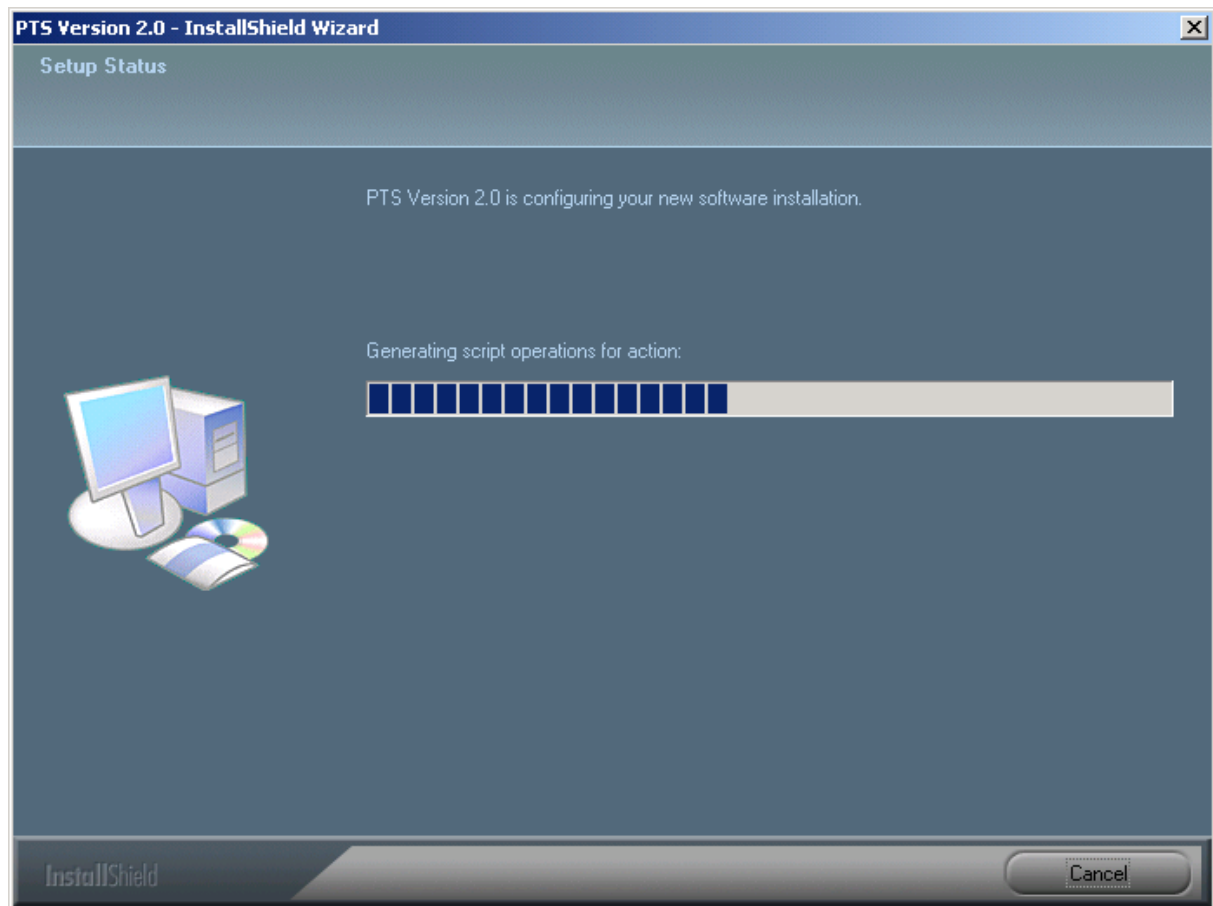 PTS Version 2.0 - InstallShield Wizard
Setup Status
PTS Version 2.0 is configuring your new software installation.
Generating script operations for action:
InstallShield
Cancel